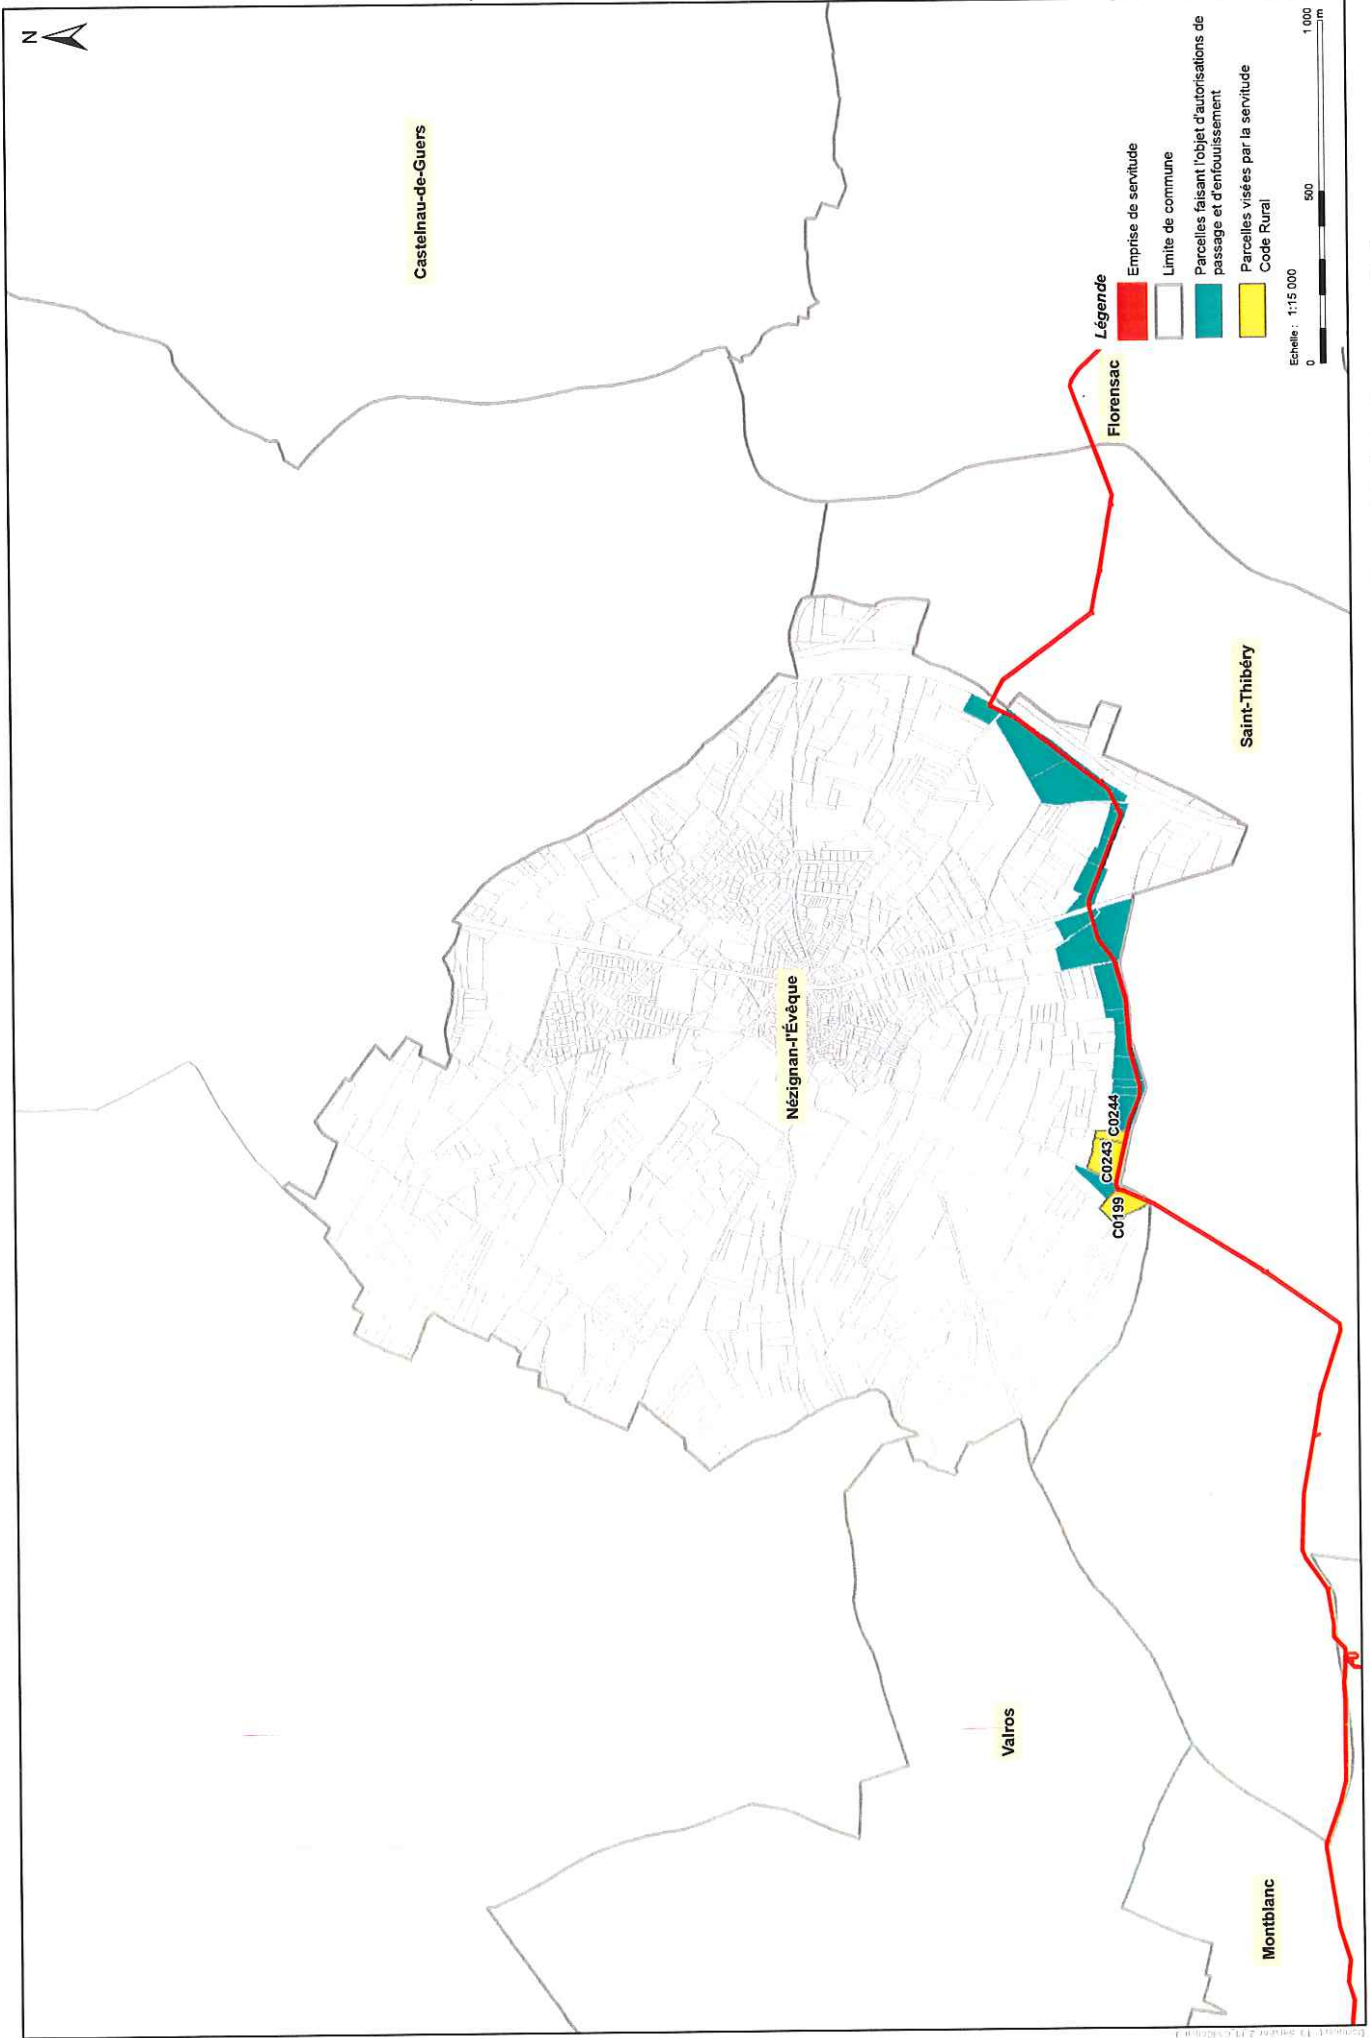 N
Castelnau-de-Guers
Nézignan-l'Évêque
Florensac
Saint-Thibéry
C0244
C0243
C0199
Valros
Montblanc
Légende
Emprise de servitude
Limite de commune
Parcelles faisant l'objet d'autorisations de
passage et d'enfouuissement
Parcelles visées par la servitude
Code Rural
Echelle : 1:15 000
0 500 1 000
m